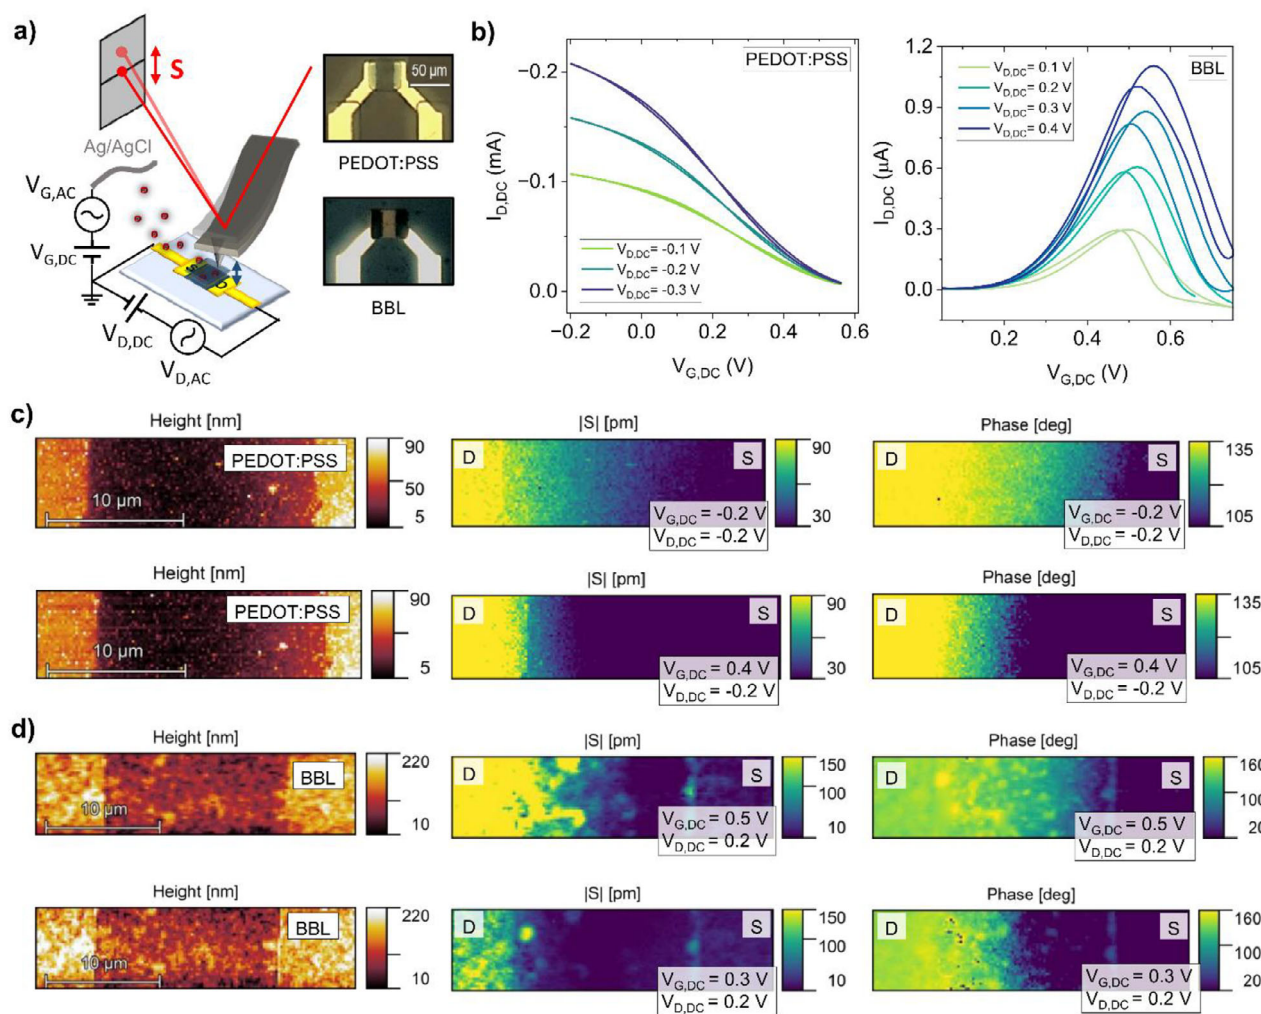 a)
S
Ag/AgCl
V_G,AC
V_G,DC
V_D,DC
V_D,AC
50 µm
PEDOT:PSS
BBL
b)
PEDOT:PSS
I_D,DC (mA)
−0.2
−0.1
0.0
V_D,DC= -0.1 V
V_D,DC= -0.2 V
V_D,DC= -0.3 V
−0.2 0.0 0.2 0.4 0.6
V_G,DC (V)
BBL
I_D,DC (µA)
1.2
0.9
0.6
0.3
0.0
V_D,DC= 0.1 V
V_D,DC= 0.2 V
V_D,DC= 0.3 V
V_D,DC= 0.4 V
0.2 0.4 0.6
V_G,DC (V)
c)
Height [nm]
PEDOT:PSS
10 µm
90
50
5
|S| [pm]
D
S
V_G,DC = -0.2 V
V_D,DC = -0.2 V
90
30
Phase [deg]
D
S
V_G,DC = -0.2 V
V_D,DC = -0.2 V
135
105
Height [nm]
PEDOT:PSS
10 µm
90
5
|S| [pm]
D
S
V_G,DC = 0.4 V
V_D,DC = -0.2 V
90
30
Phase [deg]
D
S
V_G,DC = 0.4 V
V_D,DC = -0.2 V
135
105
d)
Height [nm]
BBL
10 µm
220
10
|S| [pm]
D
S
V_G,DC = 0.5 V
V_D,DC = 0.2 V
150
100
10
Phase [deg]
D
S
V_G,DC = 0.5 V
V_D,DC = 0.2 V
160
100
20
Height [nm]
BBL
10 µm
220
10
|S| [pm]
D
S
V_G,DC = 0.3 V
V_D,DC = 0.2 V
150
100
10
Phase [deg]
D
S
V_G,DC = 0.3 V
V_D,DC = 0.2 V
160
100
20